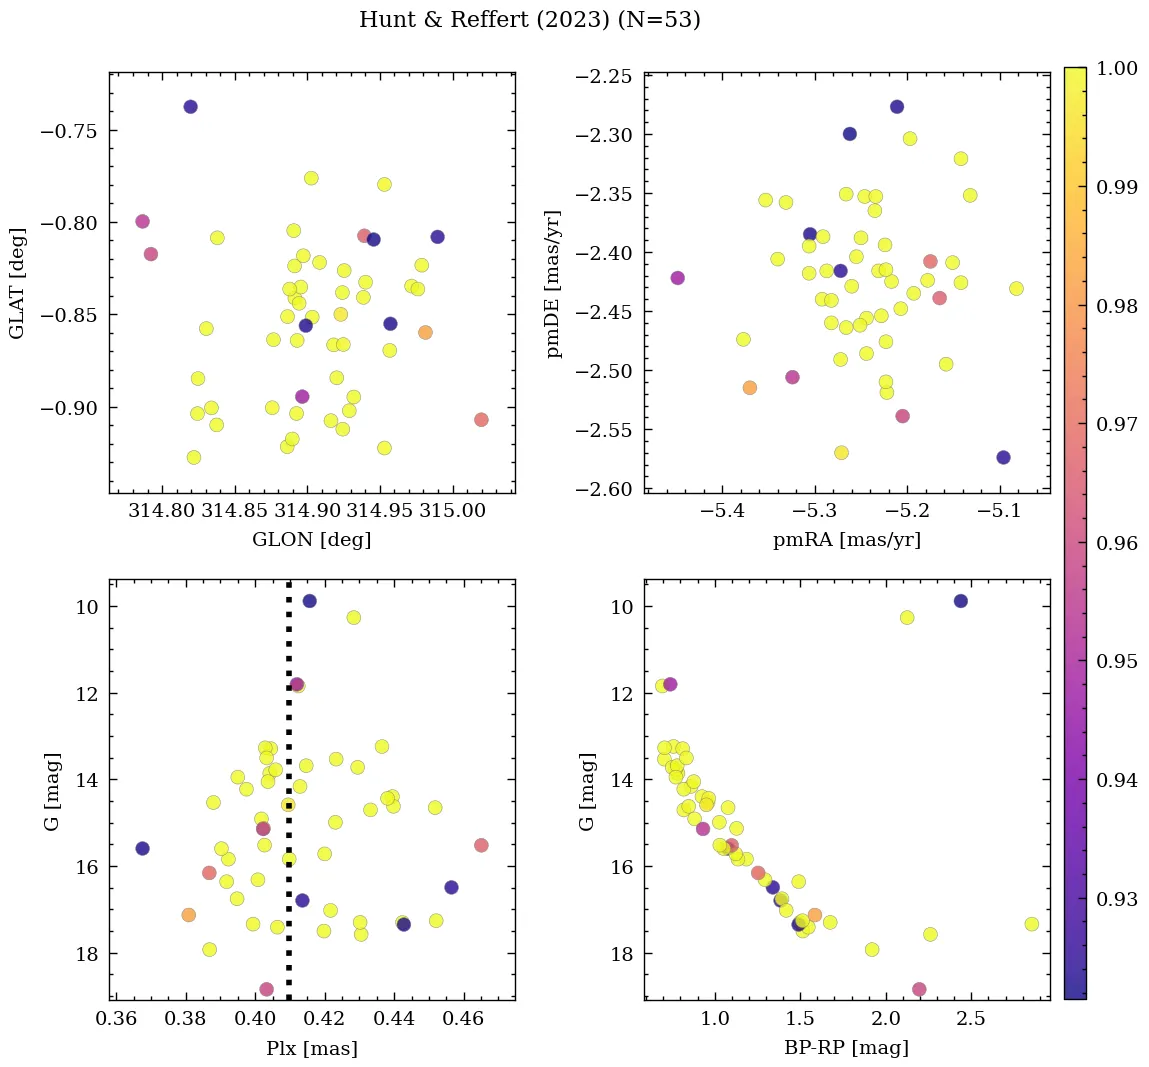 Hunt & Reffert (2023) (N=53)
−0.75
−0.80
−0.85
−0.90
GLAT [deg]
314.80 314.85 314.90 314.95 315.00
GLON [deg]
−2.25
−2.30
−2.35
−2.40
−2.45
−2.50
−2.55
−2.60
pmDE [mas/yr]
−5.4 −5.3 −5.2 −5.1
pmRA [mas/yr]
10
12
14
16
18
G [mag]
0.36 0.38 0.40 0.42 0.44 0.46
Plx [mas]
10
12
14
16
18
G [mag]
1.0 1.5 2.0 2.5
BP-RP [mag]
1.00
0.99
0.98
0.97
0.96
0.95
0.94
0.93